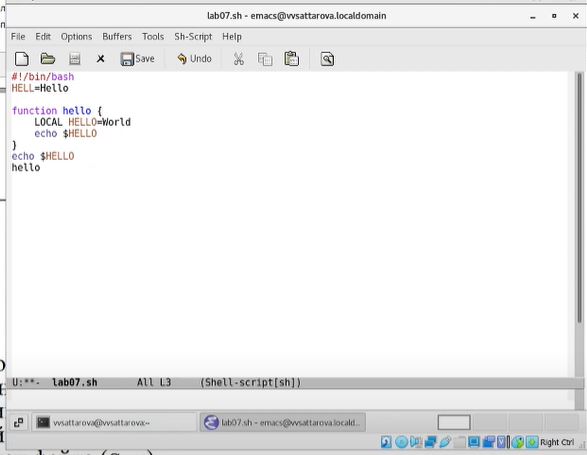 lab07.sh - emacs@vvsattarova.localdomain
File Edit Options Buffers Tools Sh-Script Help
Save Undo
#!/bin/bash
HELL=Hello
function hello {
LOCAL HELLO=World
echo $HELLO
}
echo $HELLO
hello
U:**- lab07.sh All L3 (Shell-script[sh])
vvsattarova@vvsattarova:~ lab07.sh - emacs@vvsattarova.locald...
Right Ctrl